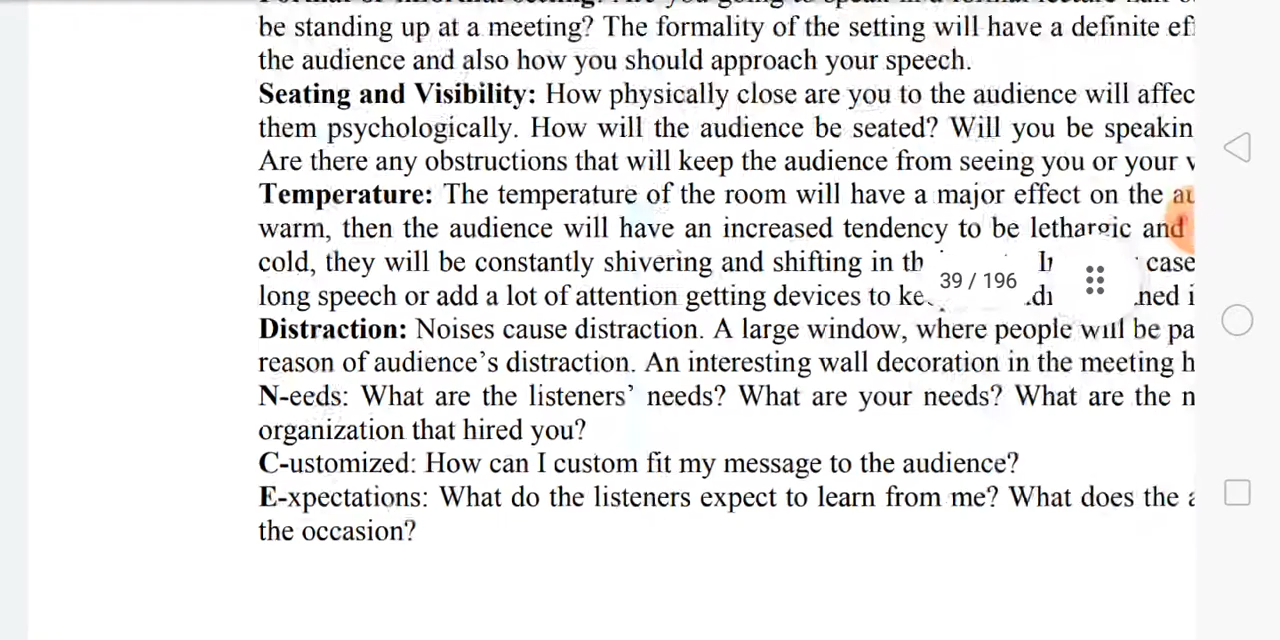 be standing up at a meeting? The formality of the setting will have a definite
the audience and also how you should approach your speech.
Seating and Visibility: How physically close are you to the audience will
them psychologically. How will the audience be seated? Will you be
Are there any obstructions that will keep the audience from seeing you or your
Temperature: The temperature of the room will have a major effect on the
warm, then the audience will have an increased tendency to be lethargic and
cold, they will be constantly shivering and shifting in case
39 / 196
long speech or add a lot of attention getting devices to
Distraction: Noises cause distraction. A large window, where people will be
reason of audience's distraction. An interesting wall decoration in the meeting
N-eeds: What are the listeners' needs? What are your needs? What are the
organization that hired you?
C-ustomized: How can I custom fit my message to the audience?
E-xpectations: What do the listeners expect to learn from me? What does the
the occasion?